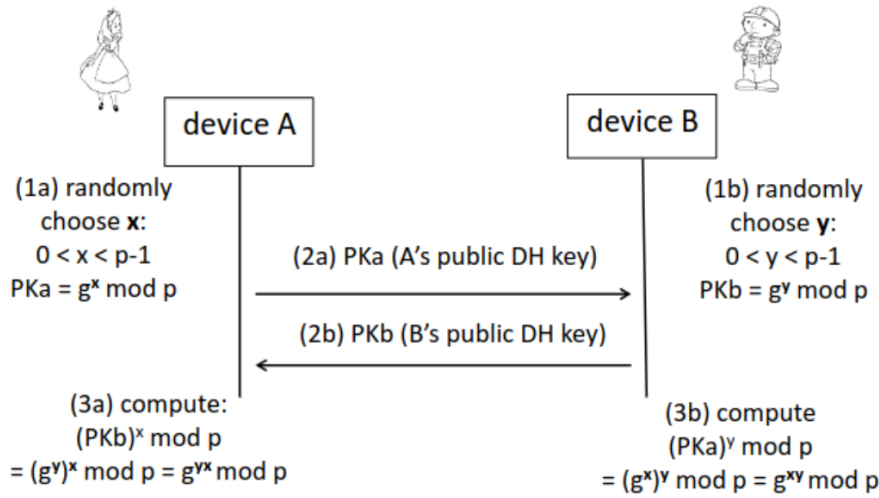 device A
device B
(1a) randomly
choose x:
0 < x < p-1
PKa = gˣ mod p
(1b) randomly
choose y:
0 < y < p-1
PKb = gʸ mod p
(2a) PKa (A's public DH key)
(2b) PKb (B's public DH key)
(3a) compute:
(PKb)ˣ mod p
= (gʸ)ˣ mod p = gʸˣ mod p
(3b) compute
(PKa)ʸ mod p
= (gˣ)ʸ mod p = gˣʸ mod p